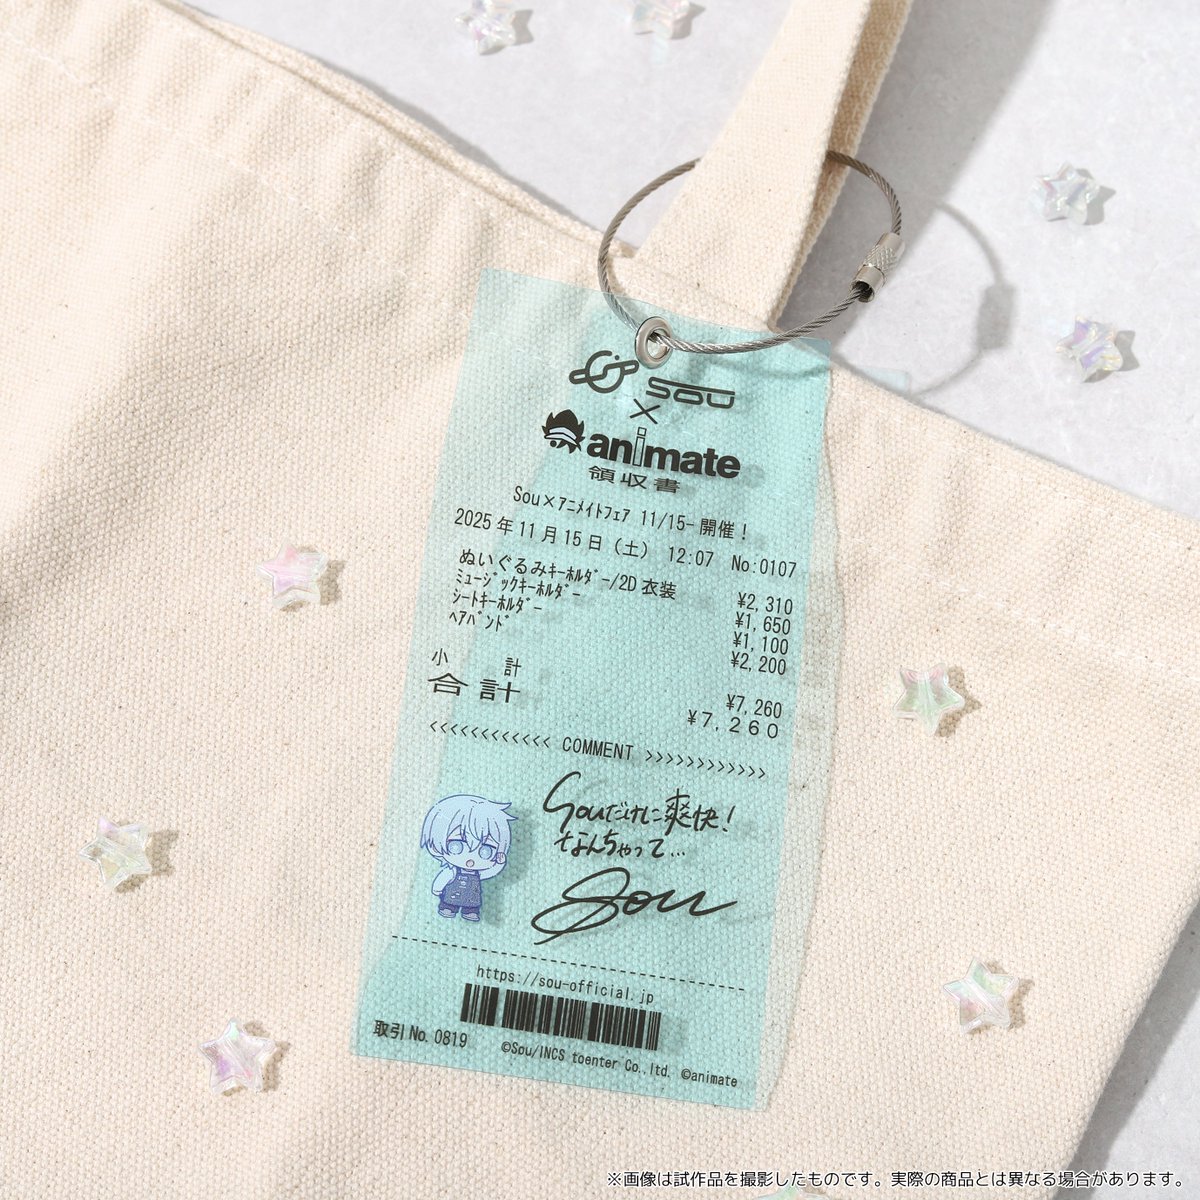 Sou
×
animate
領収書
Sou×ｱﾆﾒｲﾄﾌｪｱ 11/15-開催！
2025年11月15日（土） 12:07 No:0107
ぬいぐるみｷｰﾎﾙﾀﾞｰ/2D衣装 ¥2,310
ﾐｭｰｼﾞｯｸｷｰﾎﾙﾀﾞｰ ¥1,650
ｼｰﾄｷｰﾎﾙﾀﾞｰ ¥1,100
ﾍｱﾊﾞﾝﾄﾞ ¥2,200
小計 ¥7,260
合計 ¥7,260
<<<<<<<<<<<< COMMENT >>>>>>>>>>>>
Souだけに爽快！
なんちゃって…
Sou
https://sou-official.jp
取引No. 0819
©Sou/INCS toenter Co.,ltd. ©animate
※画像は試作品を撮影したものです。実際の商品とは異なる場合があります。